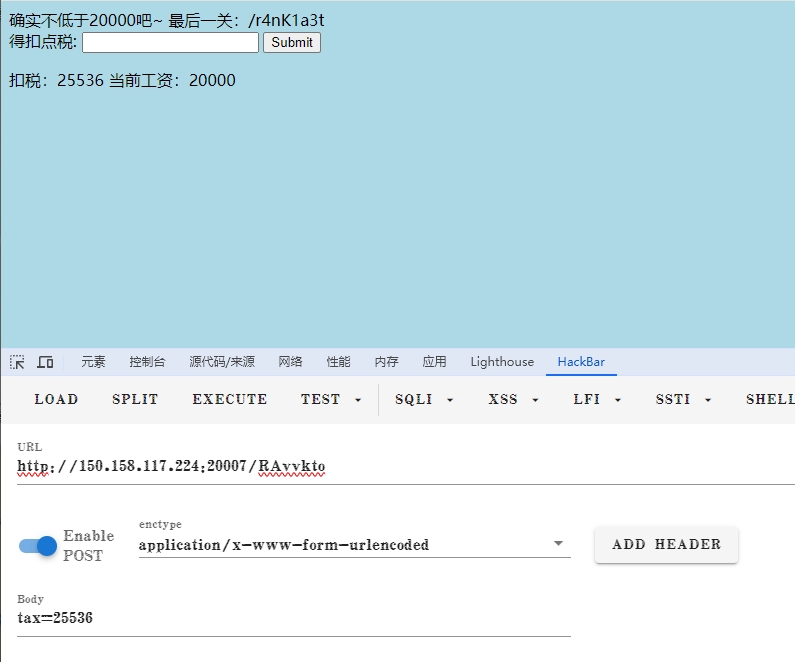 确实不低于20000吧~ 最后一关：/r4nK1a3t
得扣点税: Submit
扣税：25536 当前工资：20000
元素 控制台 源代码/来源 网络 性能 内存 应用 Lighthouse HackBar
LOAD SPLIT EXECUTE TEST SQLI XSS LFI SSTI SHELL
URL
http://150.158.117.224:20007/RAvvkto
Enable POST
enctype
application/x-www-form-urlencoded
ADD HEADER
Body
tax=25536